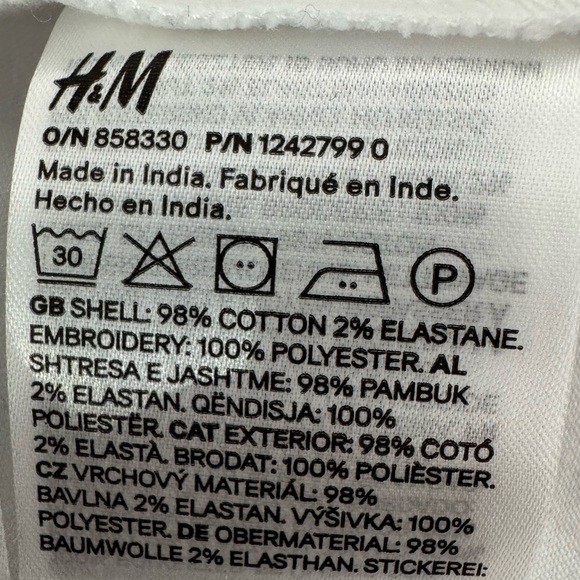 H&M
O/N 858330 P/N 1242799 0
Made in India. Fabriqué en Inde.
Hecho en India.
30 P
GB SHELL: 98% COTTON 2% ELASTANE.
EMBROIDERY: 100% POLYESTER. AL
SHTRESA E JASHTME: 98% PAMBUK
2% ELASTAN. QËNDISJA: 100%
POLIESTËR. CAT EXTERIOR: 98% COTÓ
2% ELASTÀ. BRODAT: 100% POLIÈSTER.
CZ VRCHOVÝ MATERIÁL: 98%
BAVLNA 2% ELASTAN. VÝŠIVKA: 100%
POLYESTER. DE OBERMATERIAL: 98%
BAUMWOLLE 2% ELASTHAN. STICKEREI: